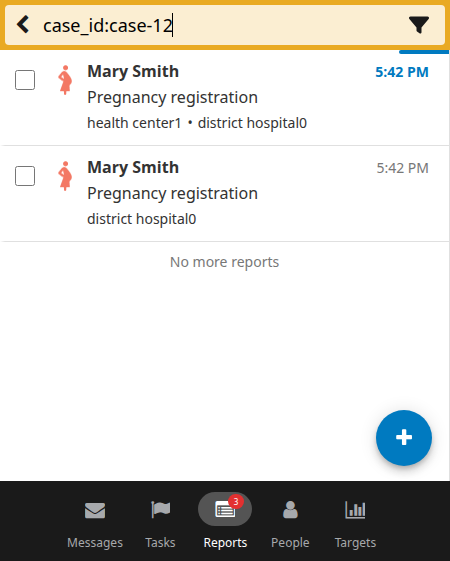 case_id:case-12
Mary Smith 5:42 PM
Pregnancy registration
health center1 • district hospital0
Mary Smith 5:42 PM
Pregnancy registration
district hospital0
No more reports
+
3
Messages Tasks Reports People Targets